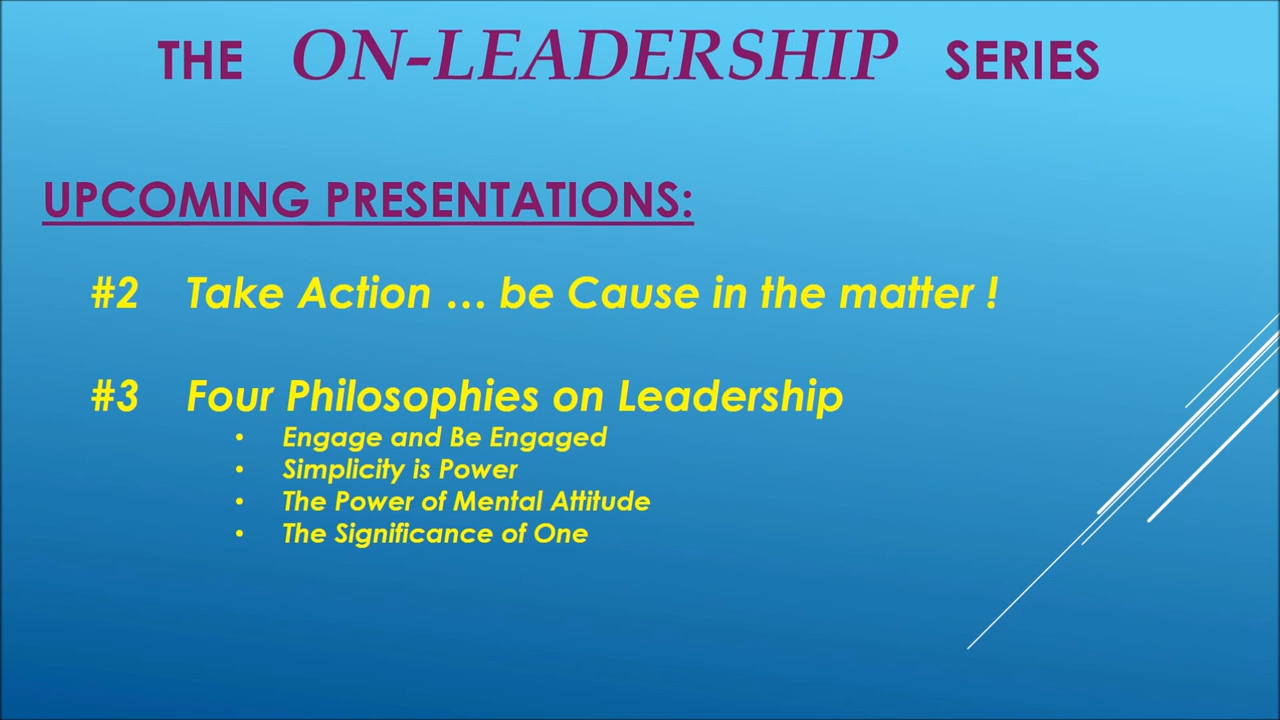 THE ON-LEADERSHIP SERIES
UPCOMING PRESENTATIONS:
#2 Take Action ... be Cause in the matter !
#3 Four Philosophies on Leadership
• Engage and Be Engaged
• Simplicity is Power
• The Power of Mental Attitude
• The Significance of One